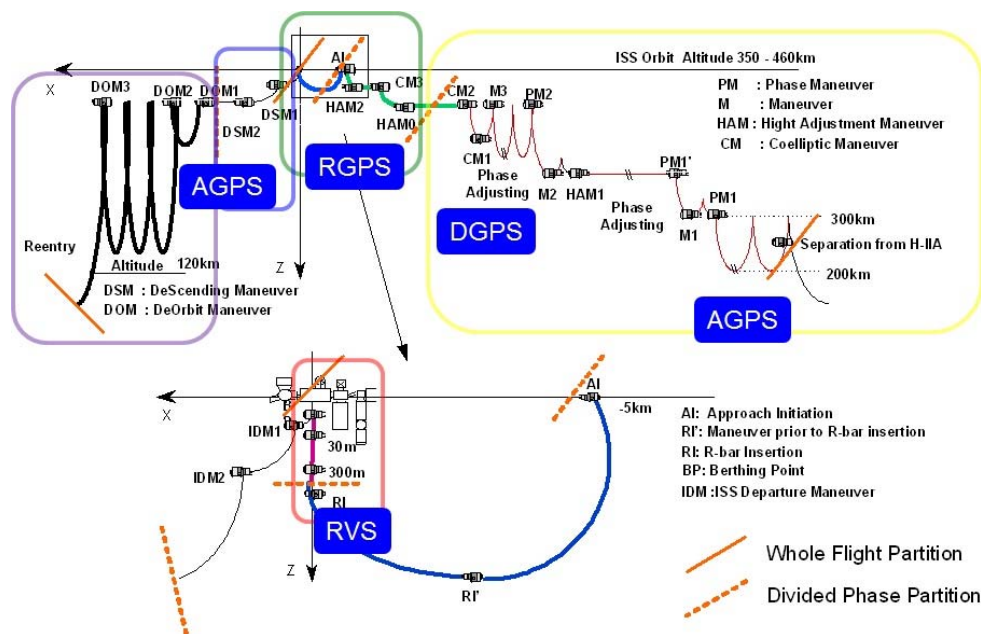 ISS Orbit Altitude 350 - 460km
PM : Phase Maneuver
M : Maneuver
HAM : Hight Adjustment Maneuver
CM : Coelliptic Maneuver
X
DOM3
DOM2
DOM1
DSM2
DSM1
AI
HAM2
CM3
HAM0
CM2
M3
PM2
CM1
Phase
Adjusting
M2
HAM1
Phase
Adjusting
PM1'
M1
PM1
300km
Separation from H-IIA
200km
AGPS
RGPS
DGPS
AGPS
Z
Reentry
Altitude 120km
DSM : DeScending Maneuver
DOM : DeOrbit Maneuver
X
IDM1
IDM2
30m
300m
RI
RVS
Z
RI'
AI
-5km
AI: Approach Initiation
RI': Maneuver prior to R-bar insertion
RI: R-bar Insertion
BP: Berthing Point
IDM :ISS Departure Maneuver
Whole Flight Partition
Divided Phase Partition